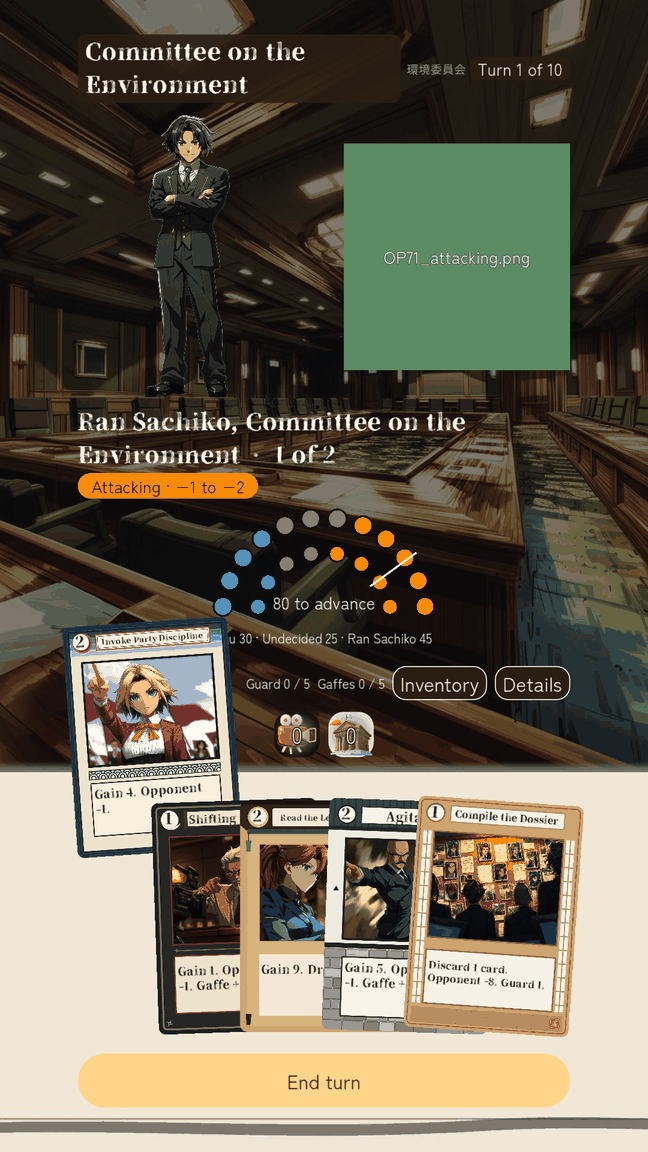 Committee on the
Environment
環境委員会
Turn 1 of 10
OP71_attacking.png
Ran Sachiko, Committee on the
Environment · 1 of 2
Attacking · −1 to −2
80 to advance
u 30 · Undecided 25 · Ran Sachiko 45
Guard 0 / 5 Gaffes 0 / 5
Inventory
Details
0
0
2
Invoke Party Discipline
Gain 4. Opponent
-1.
1
Shifting
Gain 1. Op
-1. Gaffe +
2
Read the Le
Gain 9. Dr
2
Agita
Gain 5. Op
-1. Gaffe +
1
Compile the Dossier
Discard 1 card.
Opponent -8. Guard 1.
End turn